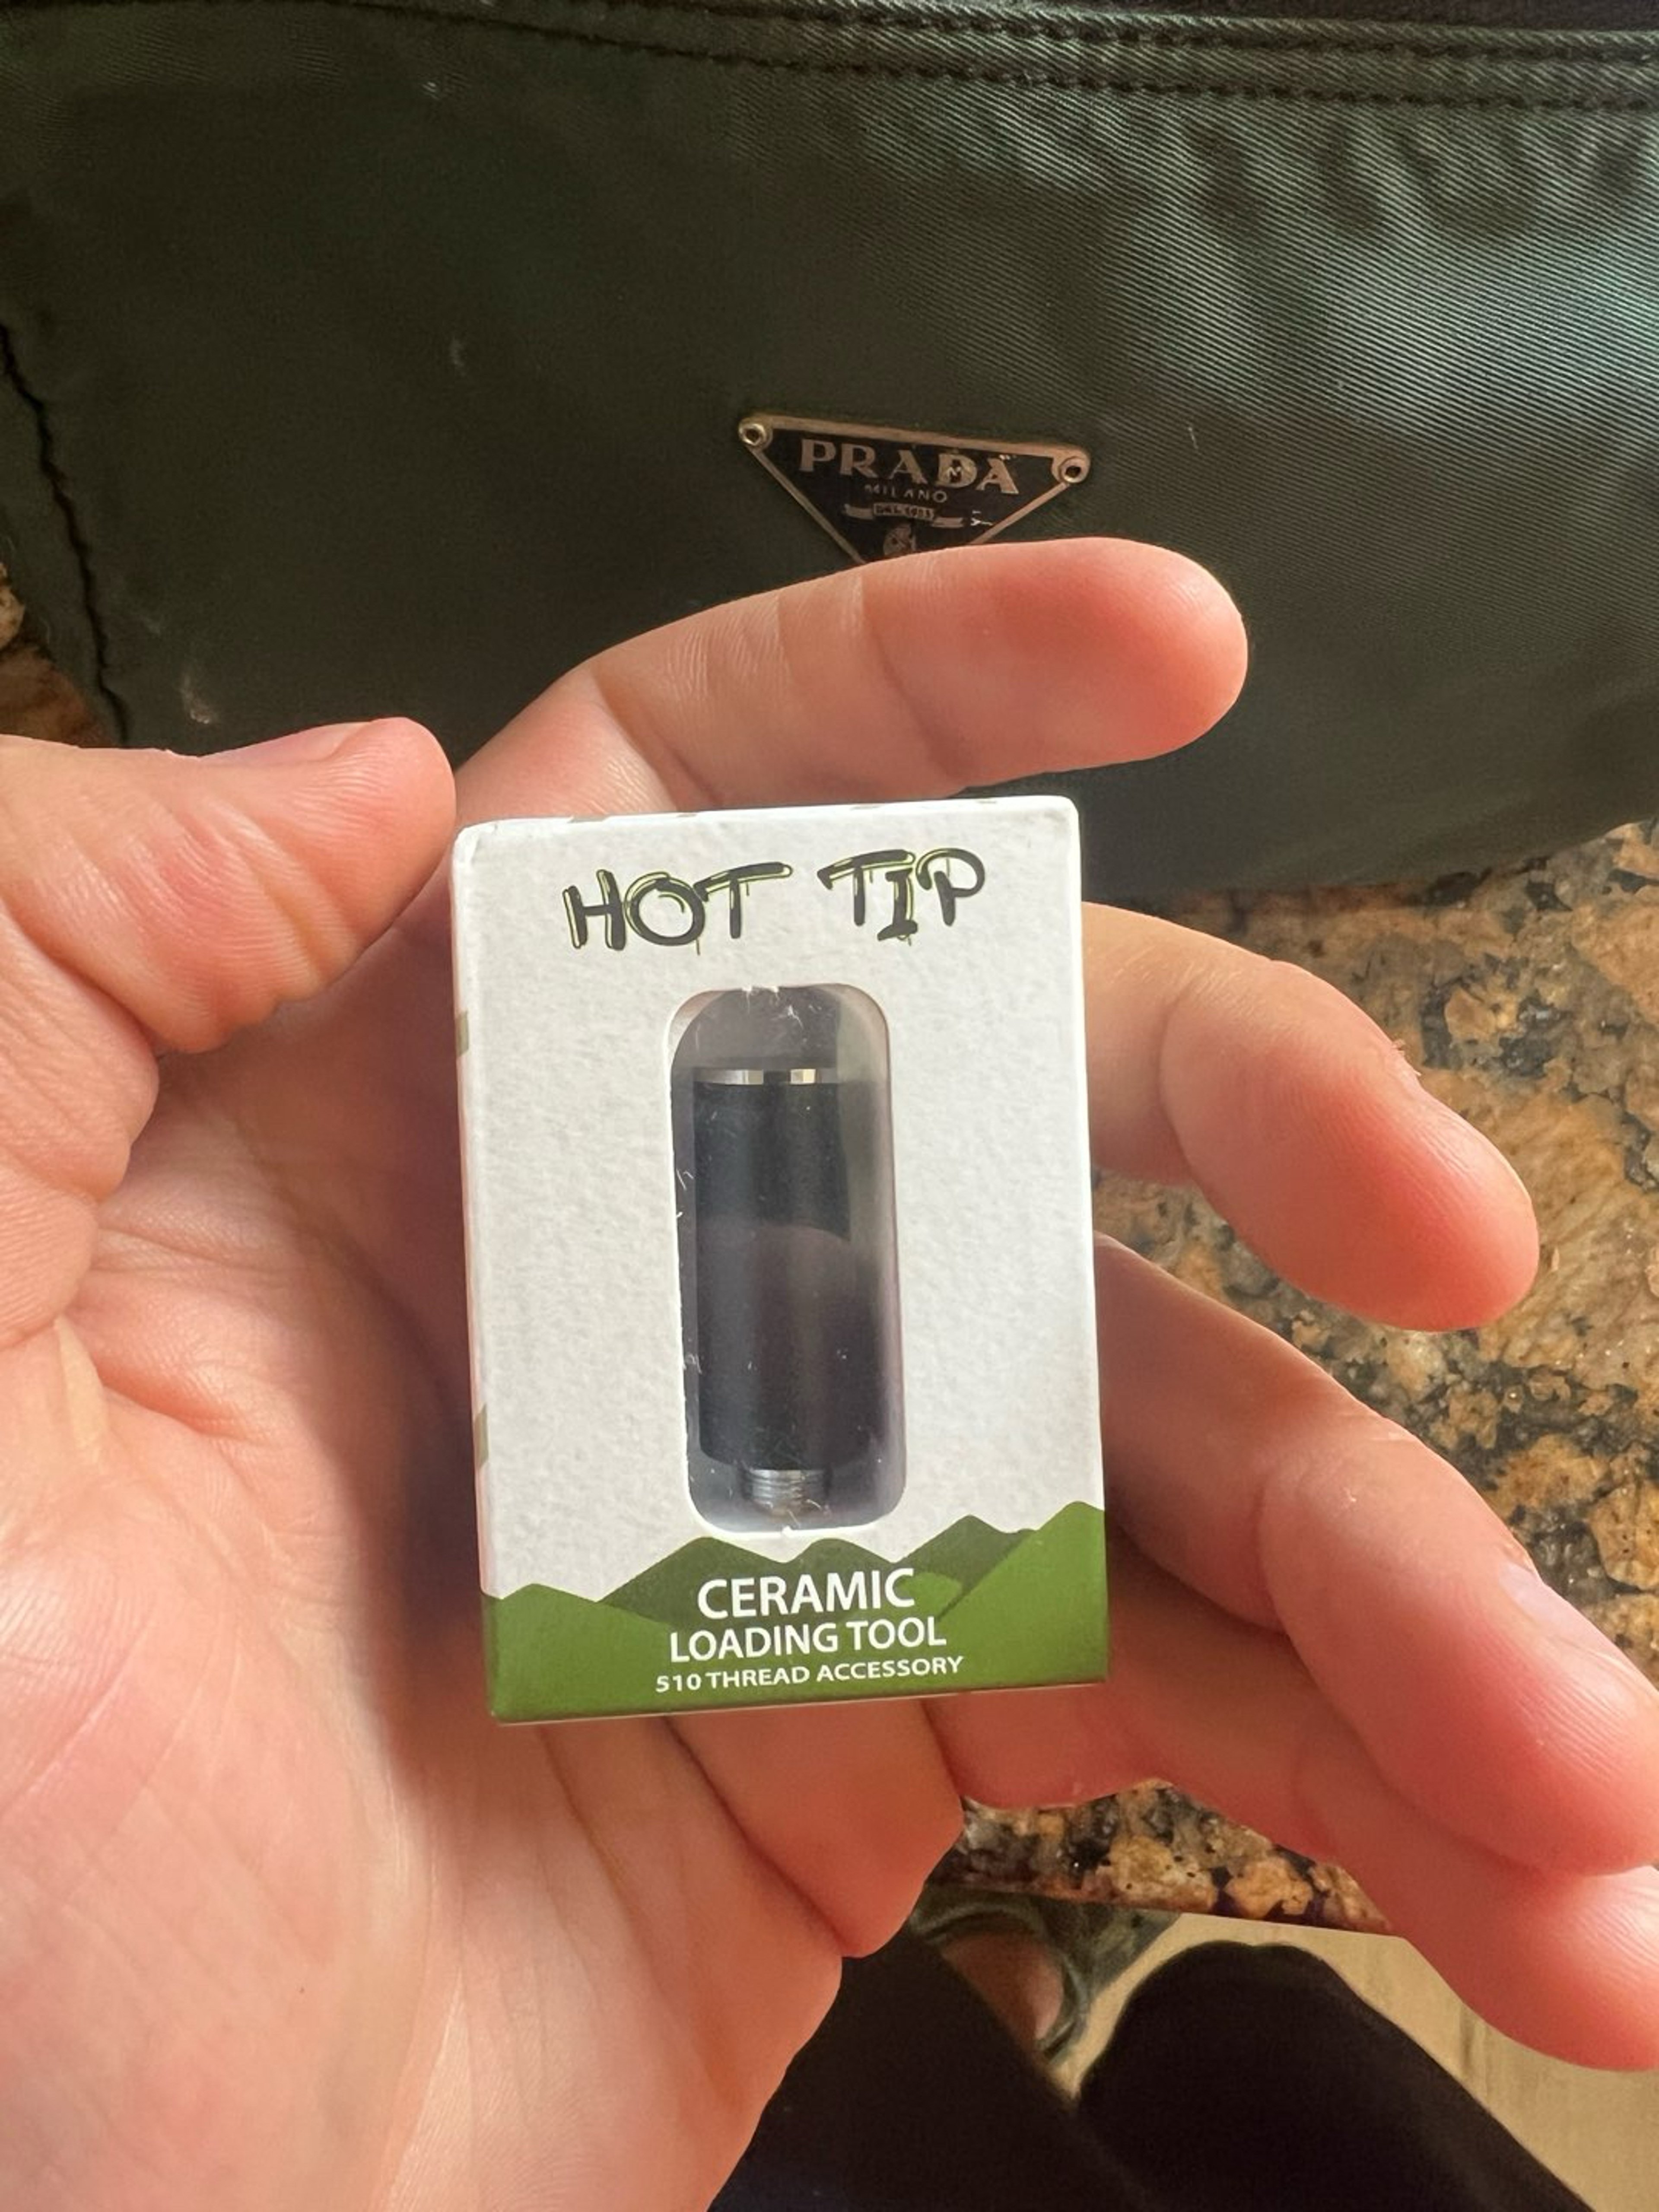 PRADA
MILANO
HOT TIP
CERAMIC
LOADING TOOL
510 THREAD ACCESSORY